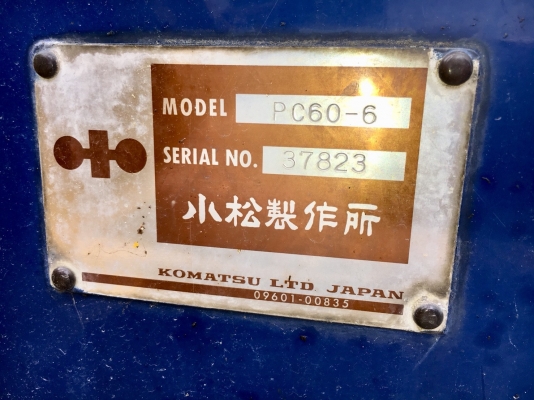 MODEL PC60-6
SERIAL NO. 37823
小松製作所
KOMATSU LTD JAPAN
09601-00835